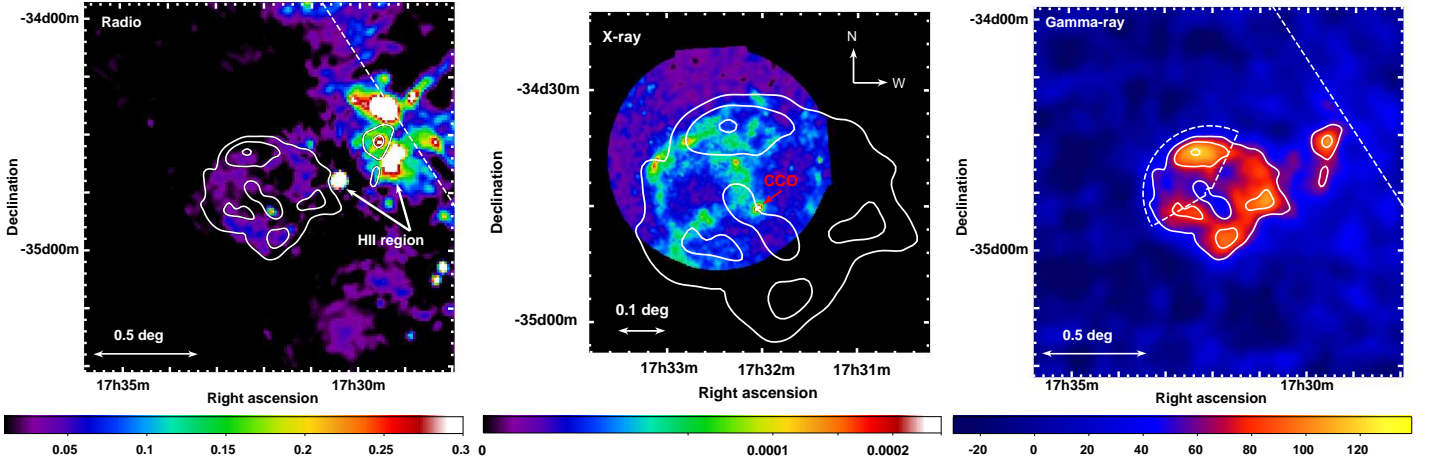 Radio
-34d00m
Declination
-35d00m
HII region
0.5 deg
17h35m
17h30m
Right ascension
0.05
0.1
0.15
0.2
0.25
0.3
X-ray
N
W
-34d30m
CCO
Declination
-35d00m
0.1 deg
17h33m
17h32m
17h31m
Right ascension
0
0.0001
0.0002
Gamma-ray
-34d00m
Declination
-35d00m
0.5 deg
17h35m
17h30m
Right ascension
-20
0
20
40
60
80
100
120